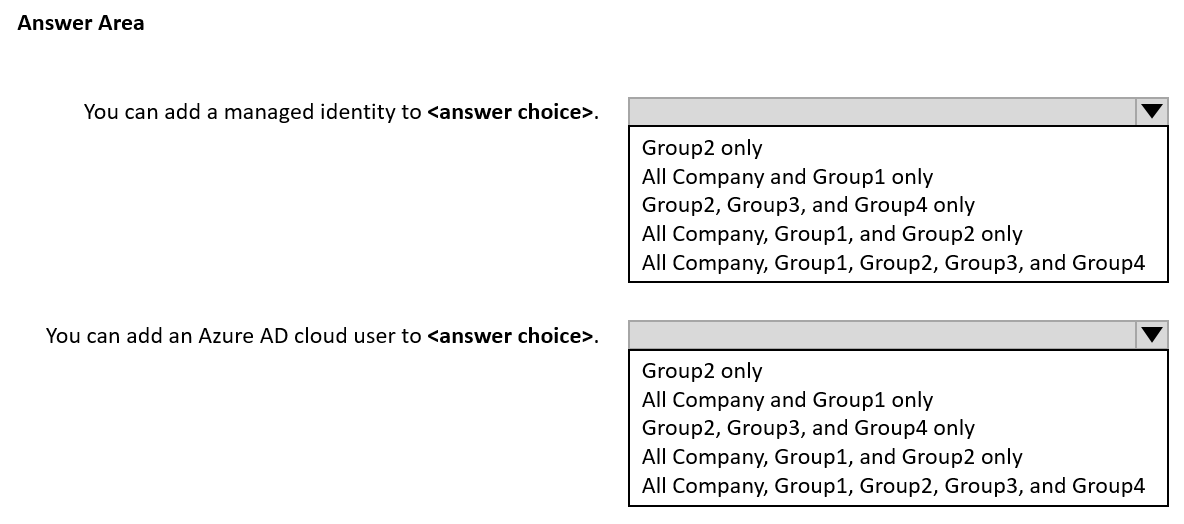 Answer Area
You can add a managed identity to <answer choice>.
Group2 only
All Company and Group1 only
Group2, Group3, and Group4 only
All Company, Group1, and Group2 only
All Company, Group1, Group2, Group3, and Group4
You can add an Azure AD cloud user to <answer choice>.
Group2 only
All Company and Group1 only
Group2, Group3, and Group4 only
All Company, Group1, and Group2 only
All Company, Group1, Group2, Group3, and Group4